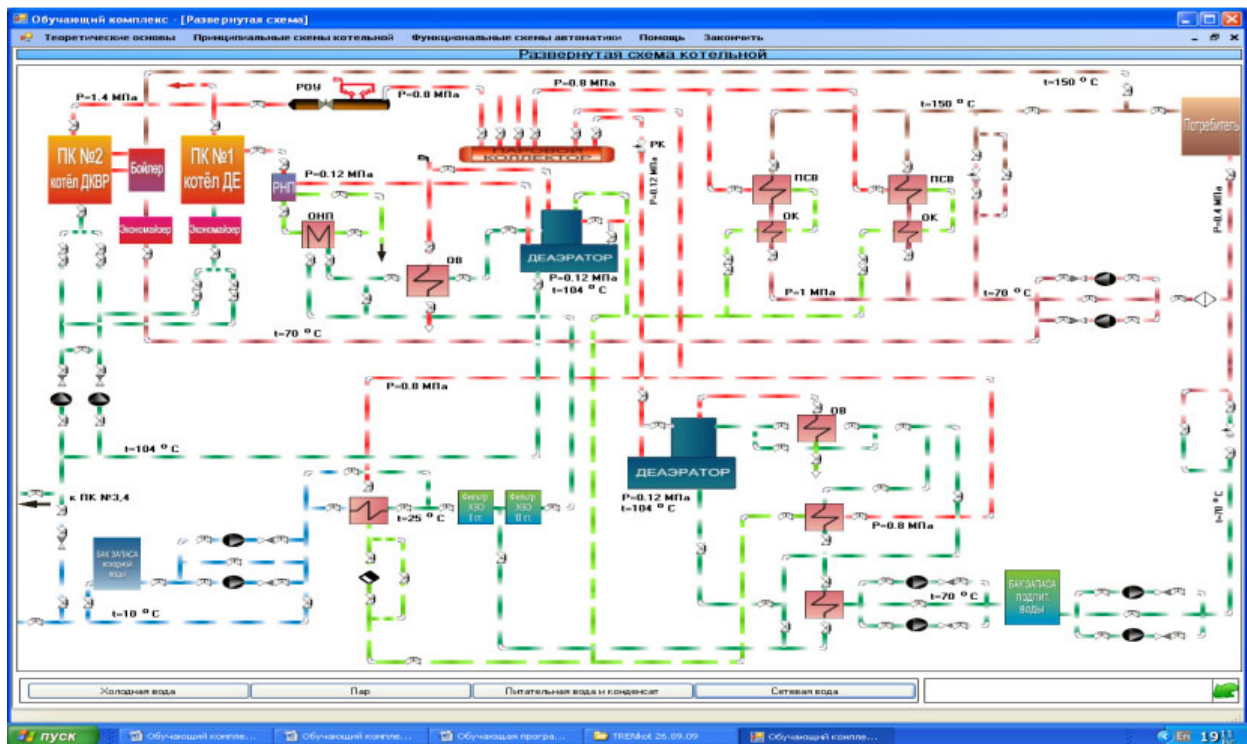 Обучающий комплекс - [Развернутая схема]
Теоретические основы Принципиальные схемы котельной Функциональные схемы автоматики Помощь Закончить
Развернутая схема котельной
t=150 °C
РОУ
P=0.8 МПа
P=0.8 МПа
P=1.4 МПа
t=150 °C
Потребитель
ПК №2
котёл ДКВР
Бойлер
ПК №1
котёл ДЕ
ПАРОВОЙ
КОЛЛЕКТОР
РК
P=0.12 МПа
РНП
P=0.12 МПа
ПСВ
ПСВ
P=0.4 МПа
ОНП
ОК
ОК
Экономайзер
Экономайзер
ДЕАЭРАТОР
ОВ
P=0.12 МПа
t=104 °C
P=1 МПа
t=70 °C
t=70 °C
P=0.8 МПа
ОВ
t=104 °C
ДЕАЭРАТОР
P=0.12 МПа
t=104 °C
к ПК №3,4
Фильтр
ХВО
I ст.
Фильтр
ХВО
II ст.
t=25 °C
P=0.8 МПа
t=70 °C
БАК ЗАПАСА
исходной
воды
t=10 °C
t=70 °C
БАК ЗАПАСА
подпит.
воды
Холодная вода Пар Питательная вода и конденсат Сетевая вода
пуск Обучающий компле... Обучающий компле... Обучающая програ... TRENkot 26.09.09 Обучающий компле... En